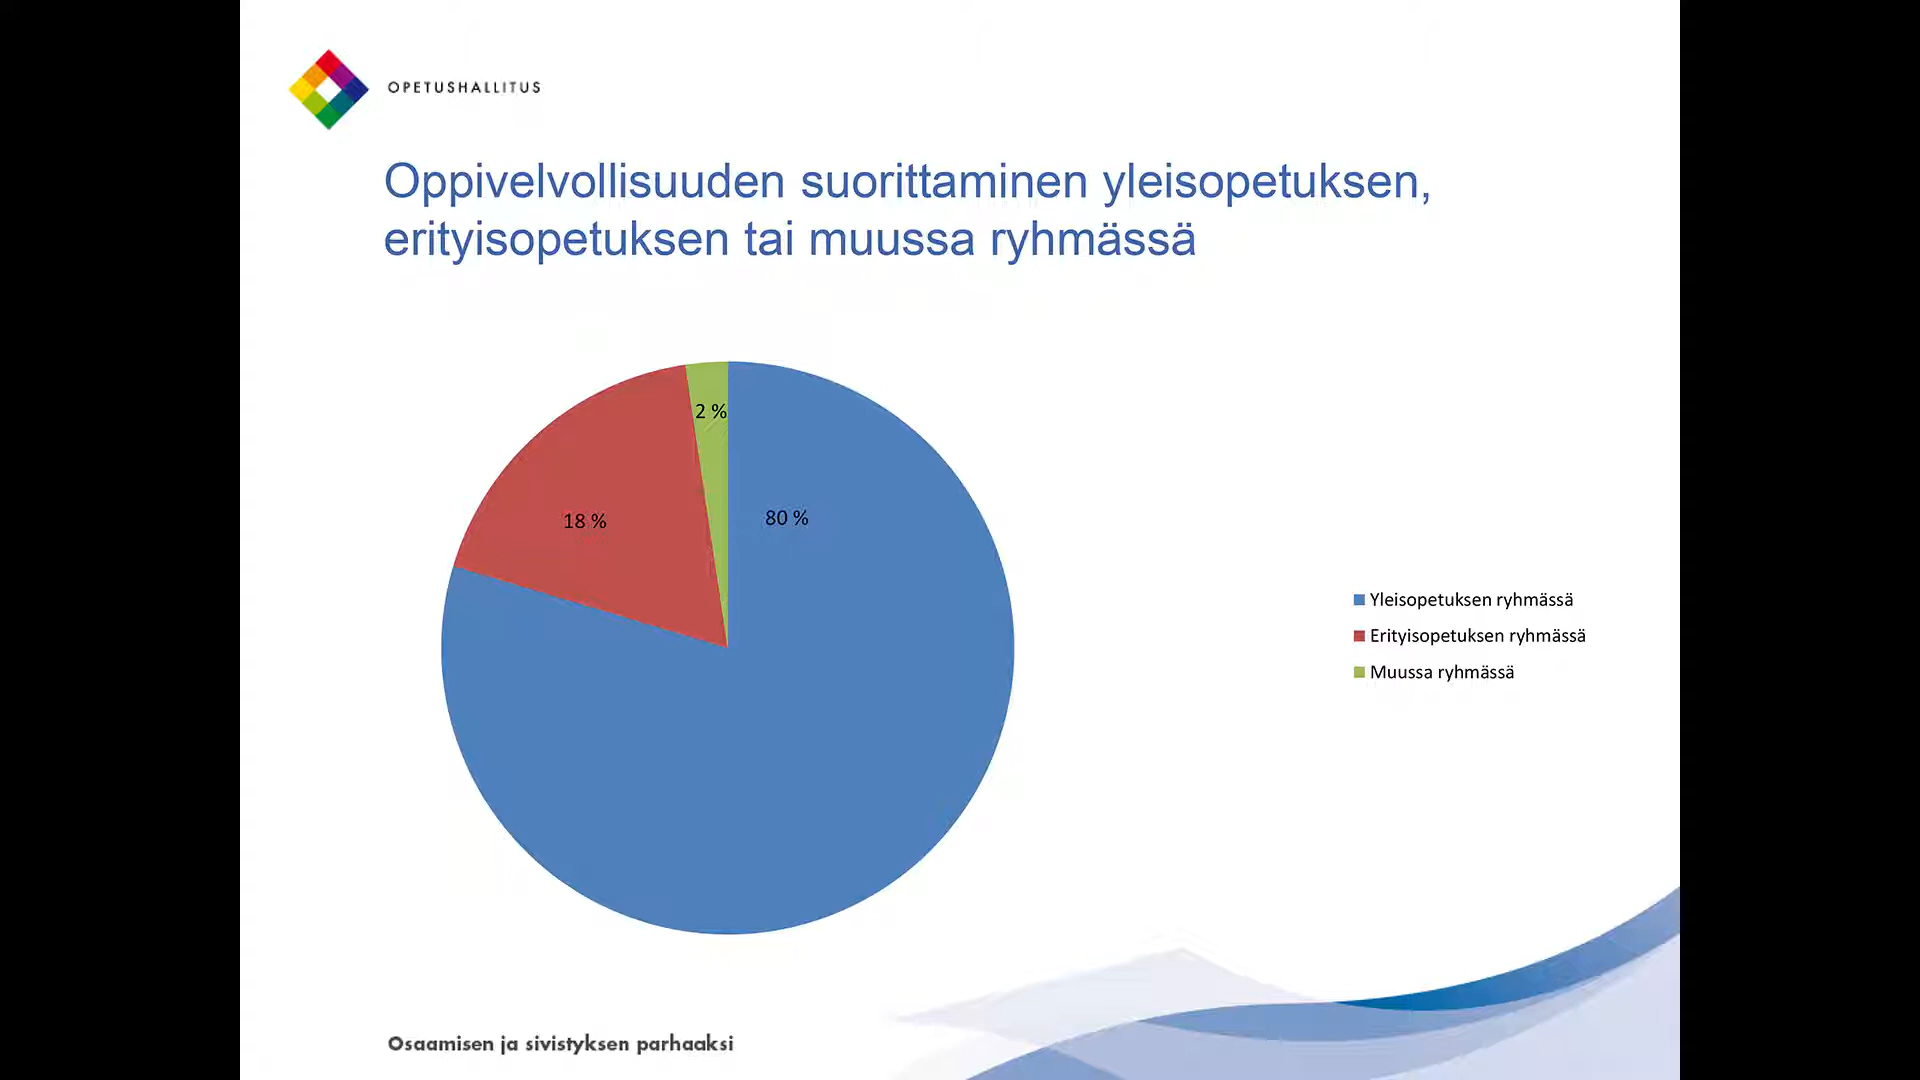 OPETUSHALLITUS
Oppivelvollisuuden suorittaminen yleisopetuksen,
erityisopetuksen tai muussa ryhmässä
2 %
18 %
80 %
Yleisopetuksen ryhmässä
Erityisopetuksen ryhmässä
Muussa ryhmässä
Osaamisen ja sivistyksen parhaaksi